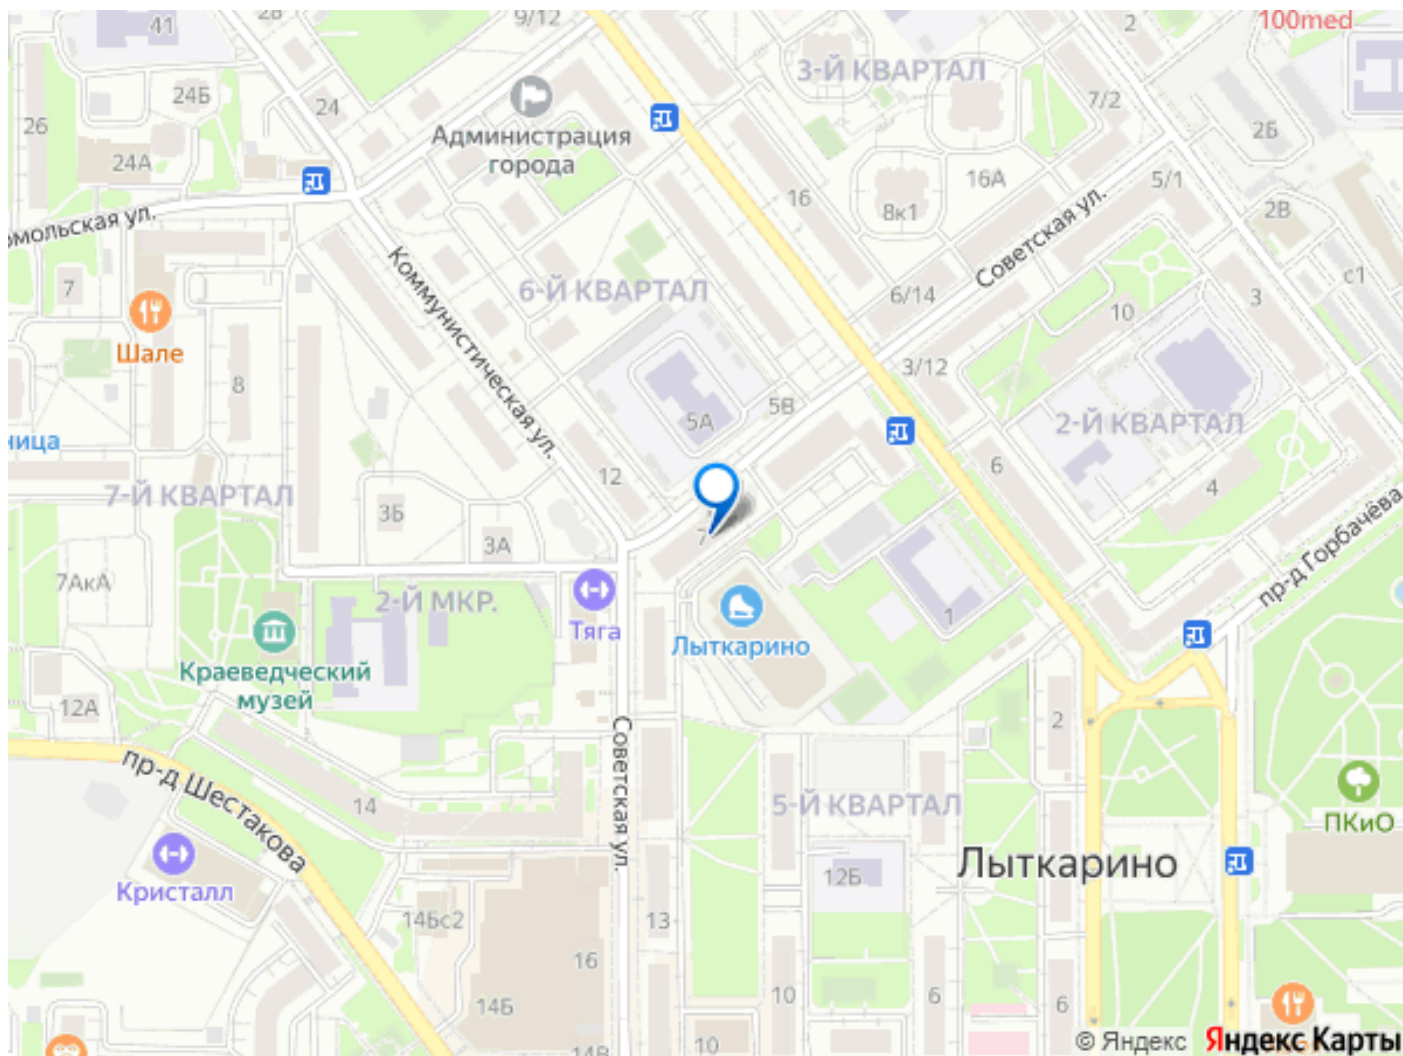 41
28
9/12
2
100med
3-Й КВАРТАЛ
24Б
24
7/2
26
2Б
Администрация
города
24А
16
16А
5/1
8к1
2В
омольская ул.
Советская ул.
Коммунистическая ул.
7
6-Й КВАРТАЛ
6/14
с1
3
10
Шале
3/12
8
5В
5А
2-Й КВАРТАЛ
ница
6
12
4
7-Й КВАРТАЛ
3Б
пр-д Горбачёва
3А
7
7АкА
2-Й МКР.
1
Тяга
Лыткарино
Краеведческий
музей
12А
2
Советская ул.
пр-д Шестакова
14
5-Й КВАРТАЛ
ПКиО
Лыткарино
12Б
Кристалл
14Бс2
13
16
14Б
10
6
6
10
14В
© Яндекс
Яндекс Карты